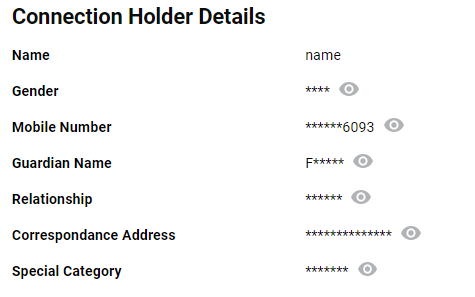 Connection Holder Details
Name name
Gender ****
Mobile Number ******6093
Guardian Name F*****
Relationship ******
Correspondance Address **************
Special Category *******